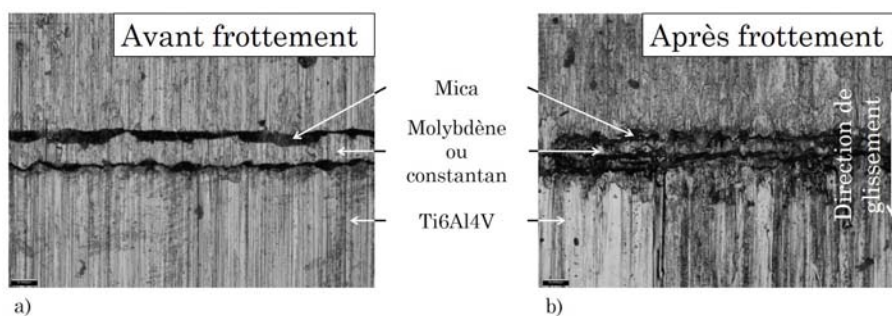 Avant frottement
Après frottement
Mica
Molybdène
ou
constantan
Ti6Al4V
Direction de
glissement
a)
b)